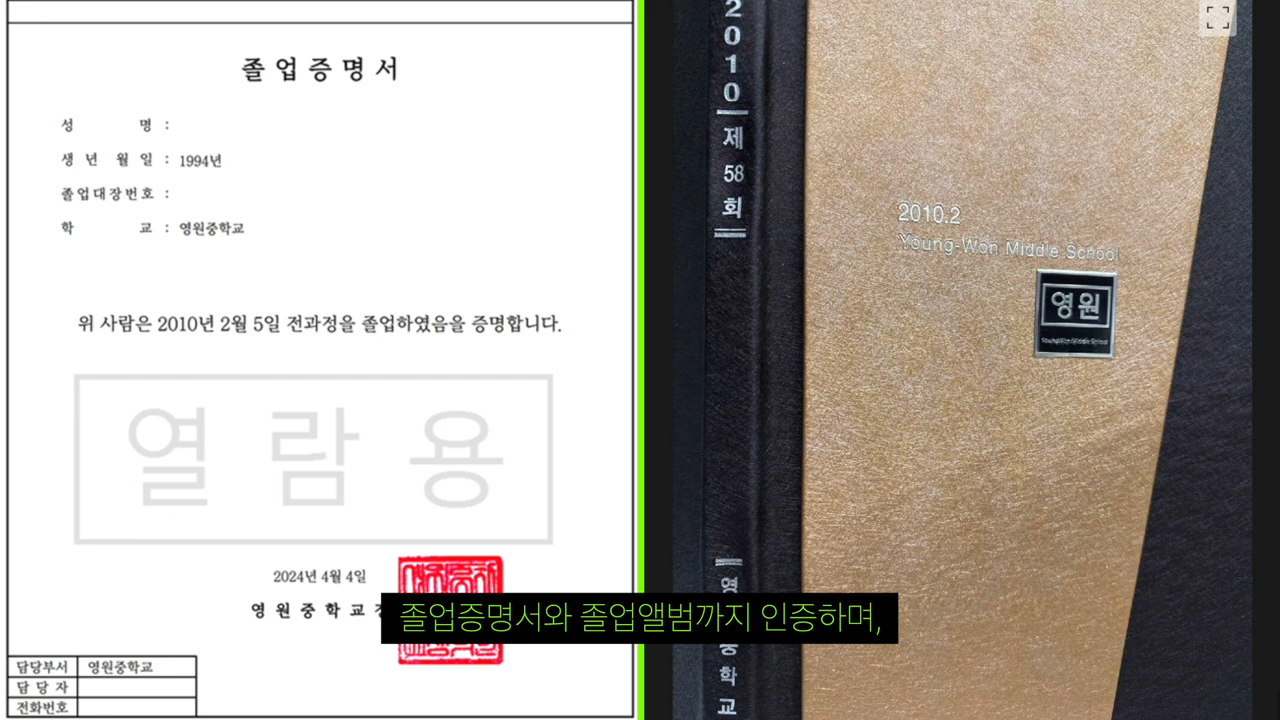 졸업증명서
성 명 :
생 년 월 일 : 1994년
졸업대장번호 :
학 교 : 영원중학교
위 사람은 2010년 2월 5일 전과정을 졸업하였음을 증명합니다.
열람용
2024년 4월 4일
영원중학교장
담당부서 영원중학교
담 당 자
전화번호
2010 제 58 회
영
중학교
2010.2
Young-Won Middle School
영원
YoungWon Middle School
졸업증명서와 졸업앨범까지 인증하며,